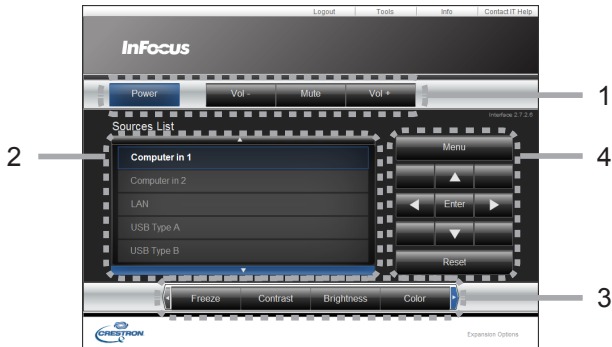 Logout Tools Info Contact IT Help
InFocus
Power Vol - Mute Vol + 1
Interface 2.7.2.6
Sources List
2 Menu 4
Computer in 1
Computer in 2
LAN Enter
USB Type A
USB Type B Reset
Freeze Contrast Brightness Color 3
CRESTRON Expansion Options